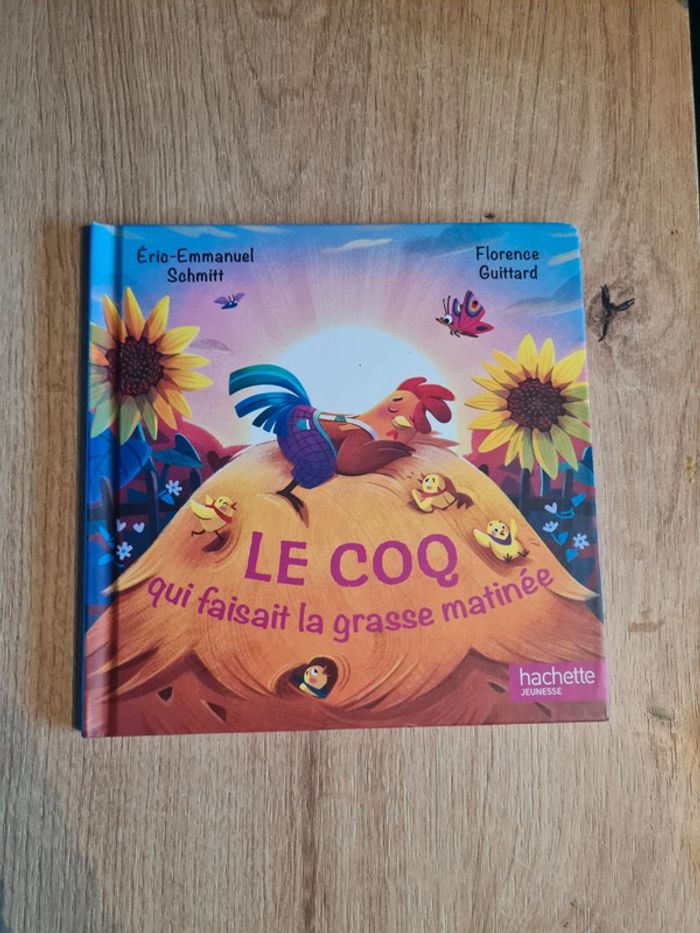 Éric-Emmanuel
Schmitt
Florence
Guittard
LE COQ
qui faisait la grasse matinée
hachette
JEUNESSE